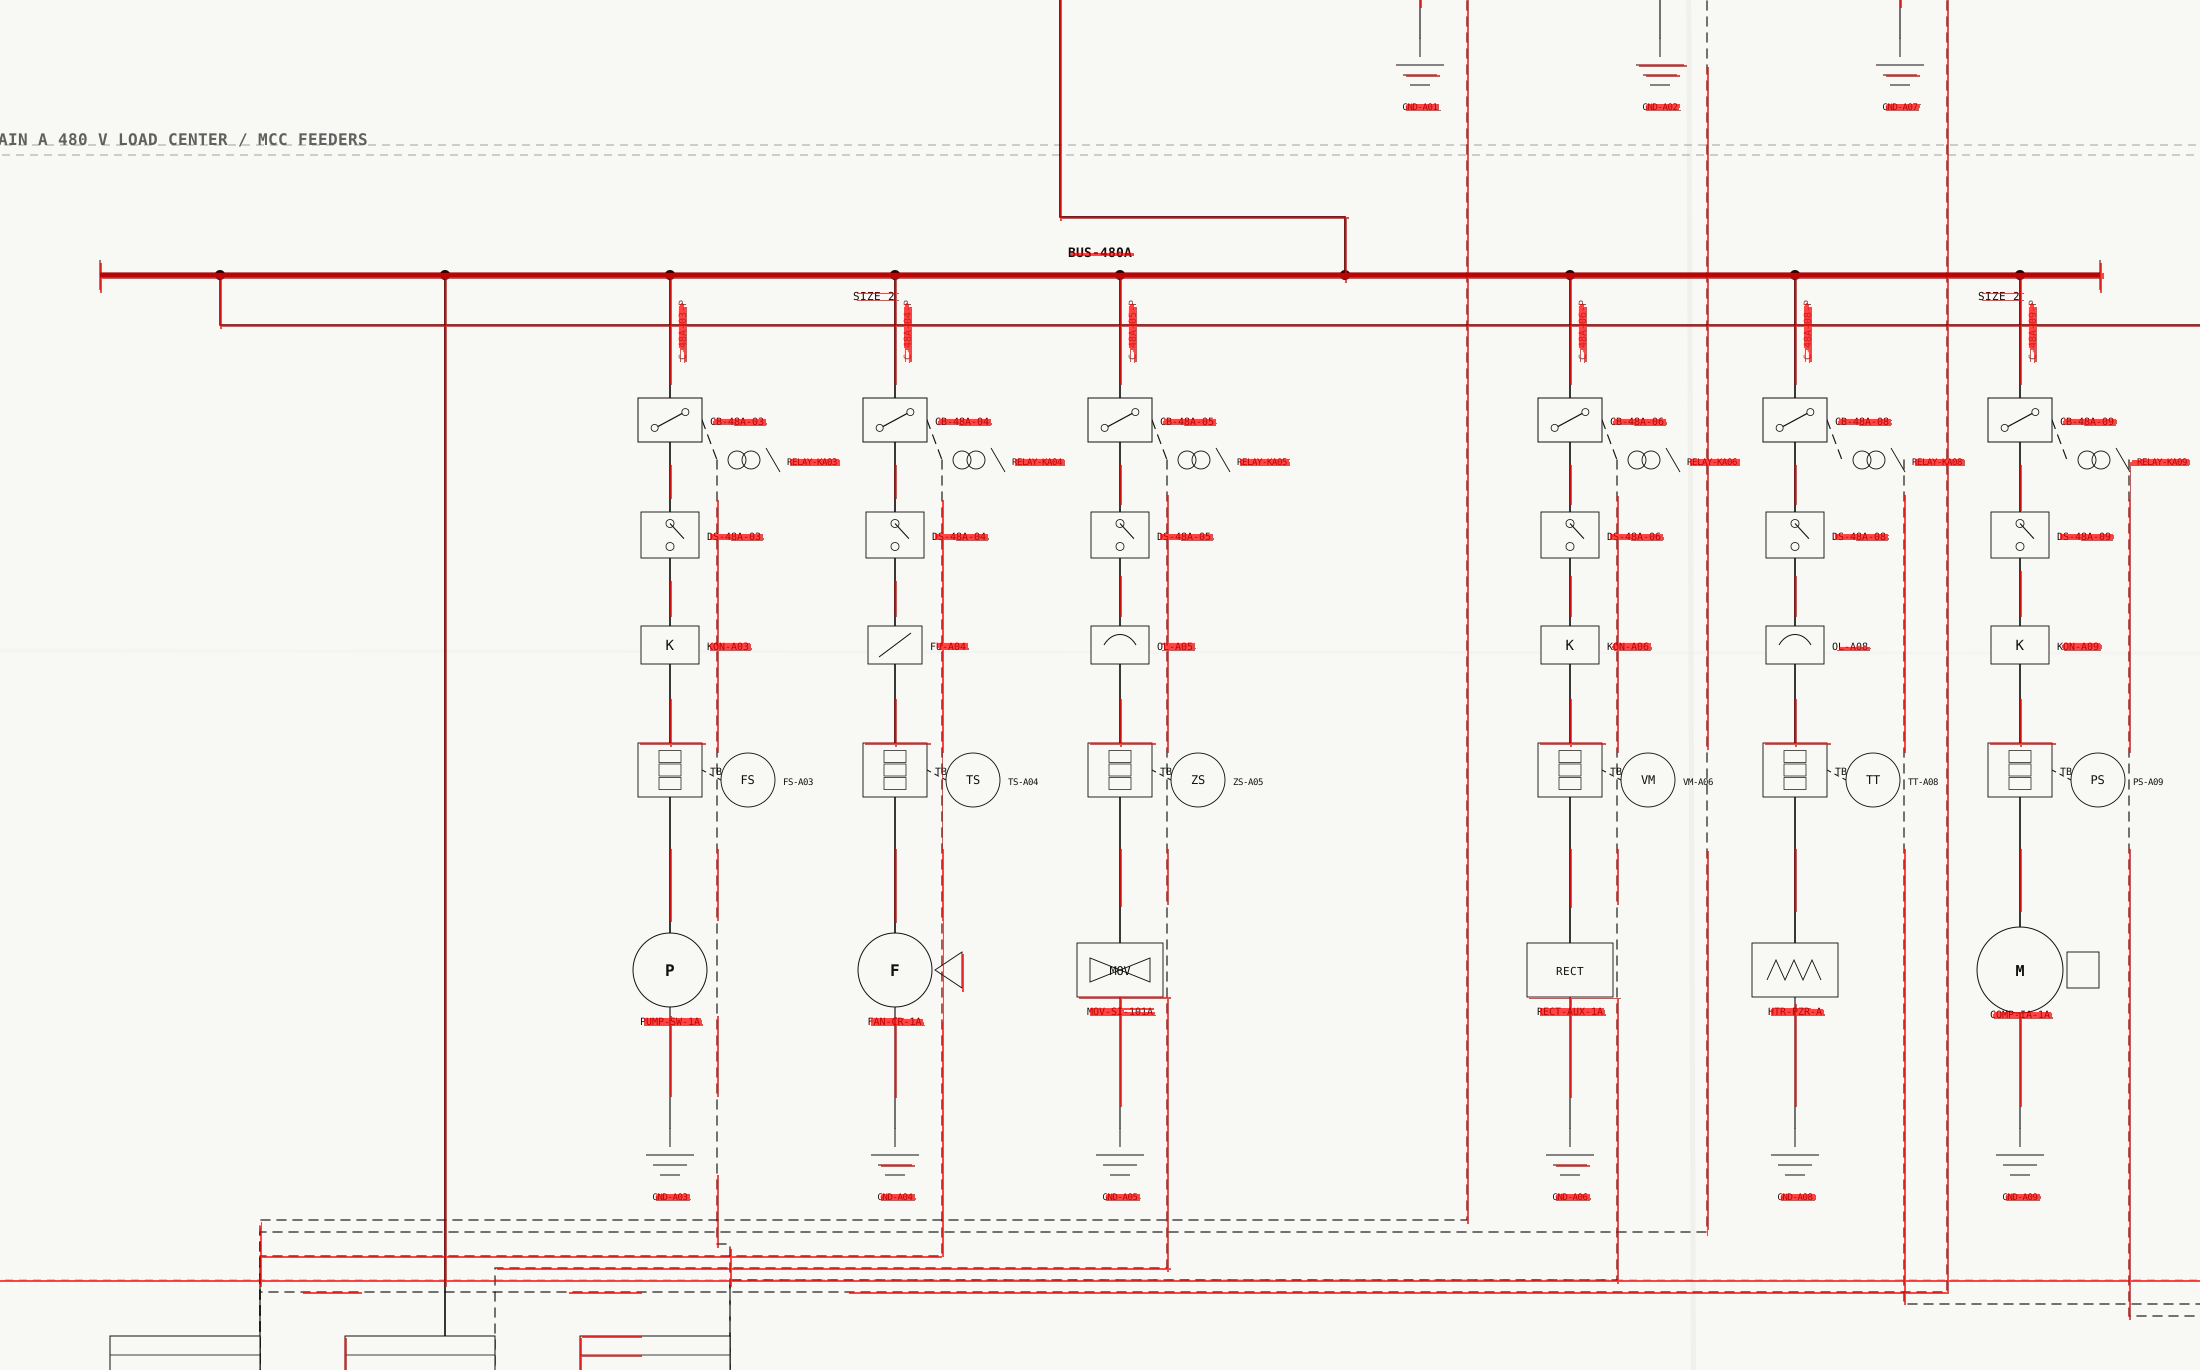 GND-A01
GND-A02
GND-A07
AIN A 480 V LOAD CENTER / MCC FEEDERS
BUS-480A
SIZE 2
SIZE 2
CB-48A-03
CB-48A-04
CB-48A-05
CB-48A-06
CB-48A-08
CB-48A-09
RELAY-KA03
RELAY-KA04
RELAY-KA05
RELAY-KA06
RELAY-KA08
RELAY-KA09
DS-48A-03
DS-48A-04
DS-48A-05
DS-48A-06
DS-48A-08
DS-48A-09
K
KON-A03
FU-A04
OL-A05
K
KON-A06
OL-A08
K
KON-A09
TB
FS
FS-A03
TB
TS
TS-A04
TB
ZS
ZS-A05
TB
VM
VM-A06
TB
TT
TT-A08
TB
PS
PS-A09
P
F
MOV
RECT
M
PUMP-SW-1A
FAN-CR-1A
MOV-SI-101A
RECT-AUX-1A
HTR-PZR-A
COMP-IA-1A
GND-A03
GND-A04
GND-A05
GND-A06
GND-A08
GND-A09